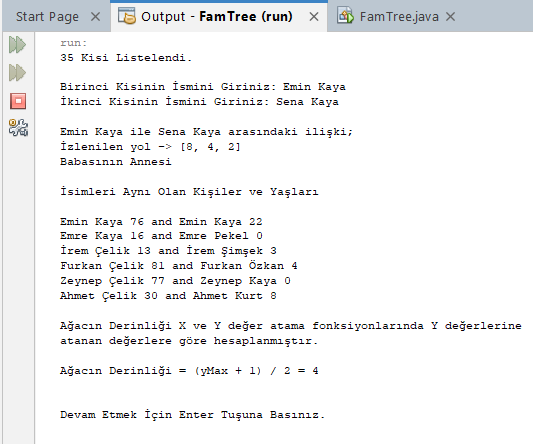 Start Page
Output - FamTree (run)
FamTree.java
run:
35 Kisi Listelendi.
Birinci Kisinin İsmini Giriniz: Emin Kaya
İkinci Kisinin İsmini Giriniz: Sena Kaya
Emin Kaya ile Sena Kaya arasındaki ilişki;
İzlenilen yol -> [8, 4, 2]
Babasının Annesi
İsimleri Aynı Olan Kişiler ve Yaşları
Emin Kaya 76 and Emin Kaya 22
Emre Kaya 16 and Emre Pekel 0
İrem Çelik 13 and İrem Şimşek 3
Furkan Çelik 81 and Furkan Özkan 4
Zeynep Çelik 77 and Zeynep Kaya 0
Ahmet Çelik 30 and Ahmet Kurt 8
Ağacın Derinliği X ve Y değer atama fonksiyonlarında Y değerlerine
atanan değerlere göre hesaplanmıştır.
Ağacın Derinliği = (yMax + 1) / 2 = 4
Devam Etmek İçin Enter Tuşuna Basınız.